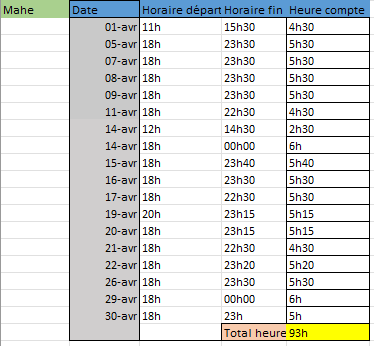 Mahe Date Horaire départ Horaire fin Heure compte
01-avr 11h 15h30 4h30
05-avr 18h 23h30 5h30
07-avr 18h 23h30 5h30
08-avr 18h 23h30 5h30
09-avr 18h 23h30 5h30
11-avr 18h 22h30 4h30
14-avr 12h 14h30 2h30
14-avr 18h 00h00 6h
15-avr 18h 23h40 5h40
16-avr 18h 23h30 5h30
17-avr 18h 22h30 5h30
19-avr 20h 23h15 5h15
20-avr 18h 23h15 5h15
21-avr 18h 22h30 4h30
22-avr 18h 23h20 5h20
26-avr 18h 23h30 5h30
29-avr 18h 00h00 6h
30-avr 18h 23h 5h
Total heure 93h